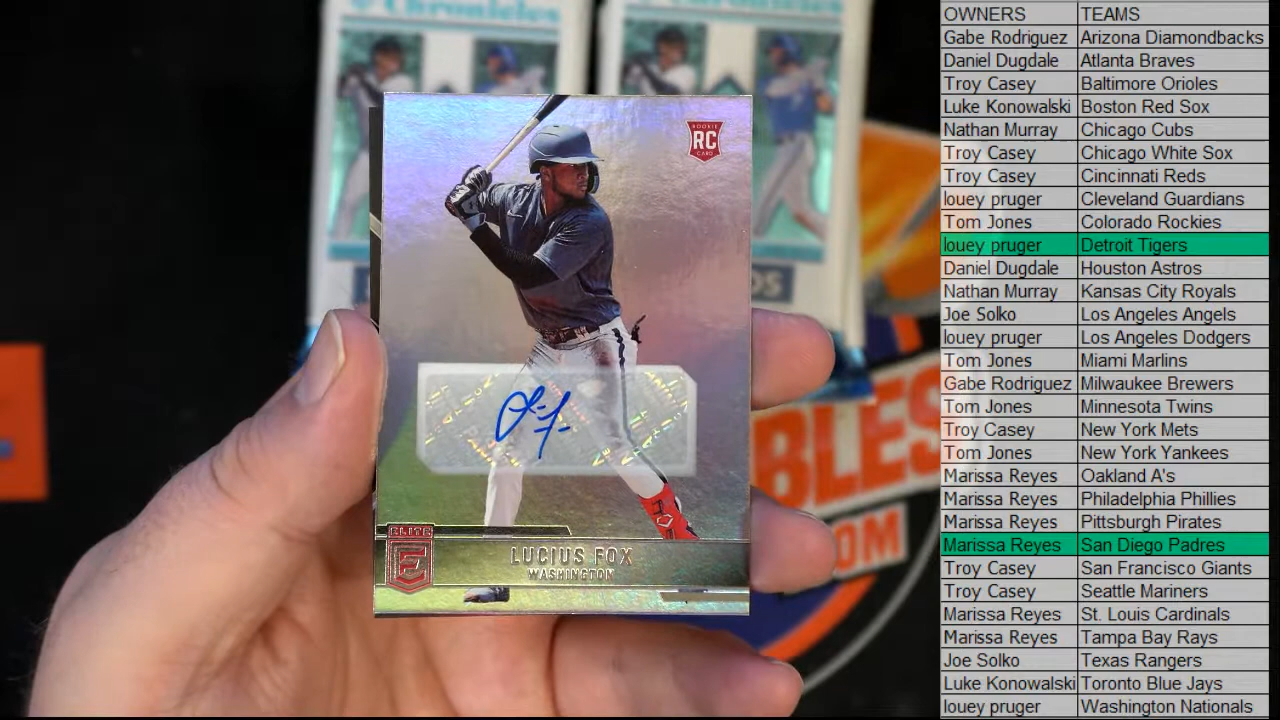 Chronicles
Chronicles
ROOKIE
RC
CARD
ELITE
E
LUCIUS FOX
WASHINGTON
DS
BLES
OM
OWNERS TEAMS
Gabe Rodriguez Arizona Diamondbacks
Daniel Dugdale Atlanta Braves
Troy Casey Baltimore Orioles
Luke Konowalski Boston Red Sox
Nathan Murray Chicago Cubs
Troy Casey Chicago White Sox
Troy Casey Cincinnati Reds
louey pruger Cleveland Guardians
Tom Jones Colorado Rockies
louey pruger Detroit Tigers
Daniel Dugdale Houston Astros
Nathan Murray Kansas City Royals
Joe Solko Los Angeles Angels
louey pruger Los Angeles Dodgers
Tom Jones Miami Marlins
Gabe Rodriguez Milwaukee Brewers
Tom Jones Minnesota Twins
Troy Casey New York Mets
Tom Jones New York Yankees
Marissa Reyes Oakland A's
Marissa Reyes Philadelphia Phillies
Marissa Reyes Pittsburgh Pirates
Marissa Reyes San Diego Padres
Troy Casey San Francisco Giants
Troy Casey Seattle Mariners
Marissa Reyes St. Louis Cardinals
Marissa Reyes Tampa Bay Rays
Joe Solko Texas Rangers
Luke Konowalski Toronto Blue Jays
louey pruger Washington Nationals